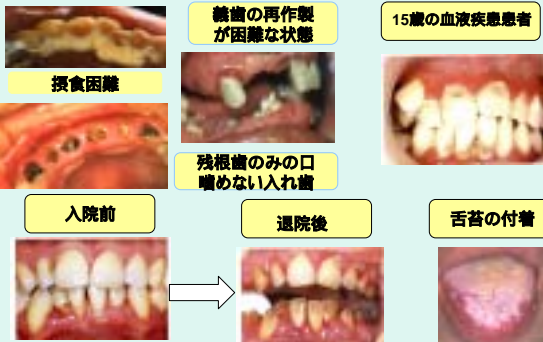 義歯の再作製
が困難な状態
15歳の血液疾患患者
摂食困難
残根歯のみの口
噛めない入れ歯
入院前
退院後
舌苔の付着